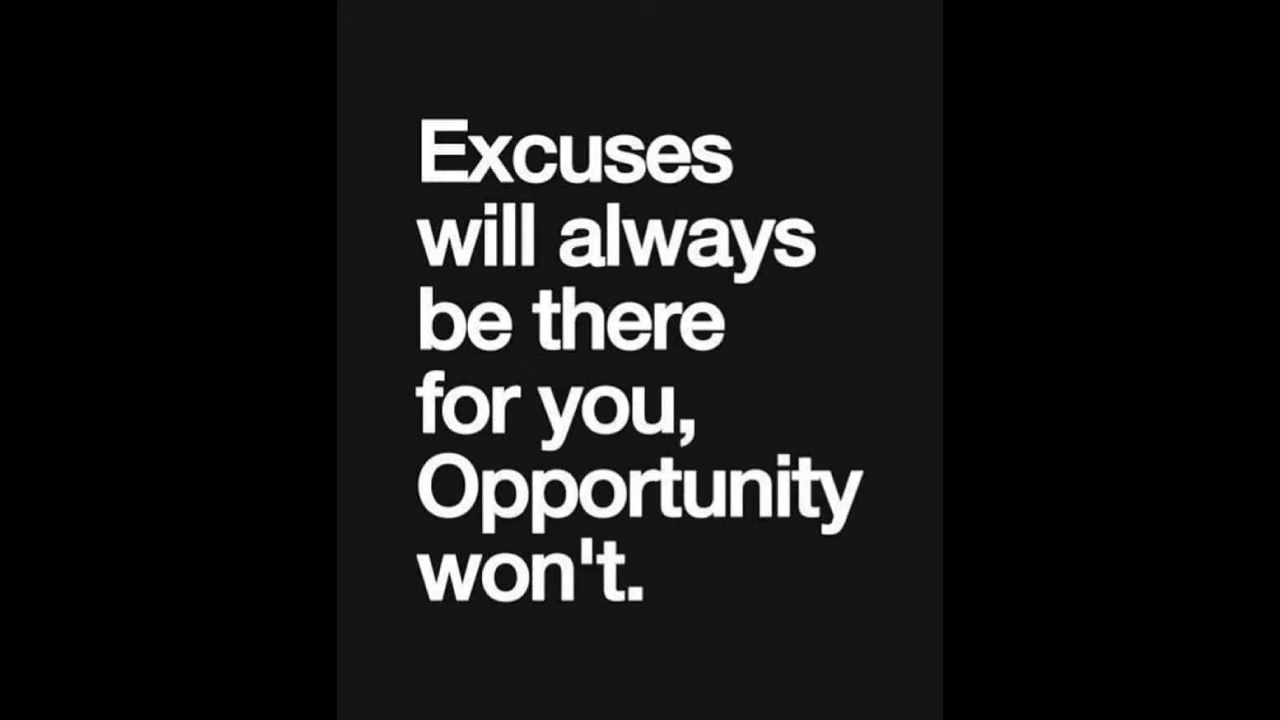 Excuses
will always
be there
for you,
Opportunity
won't.